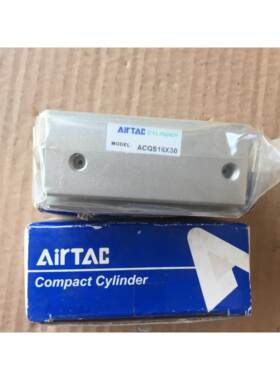 AirTAC CYLINDER
MODEL: ACQS16X30
AirTAC
Compact Cylinder